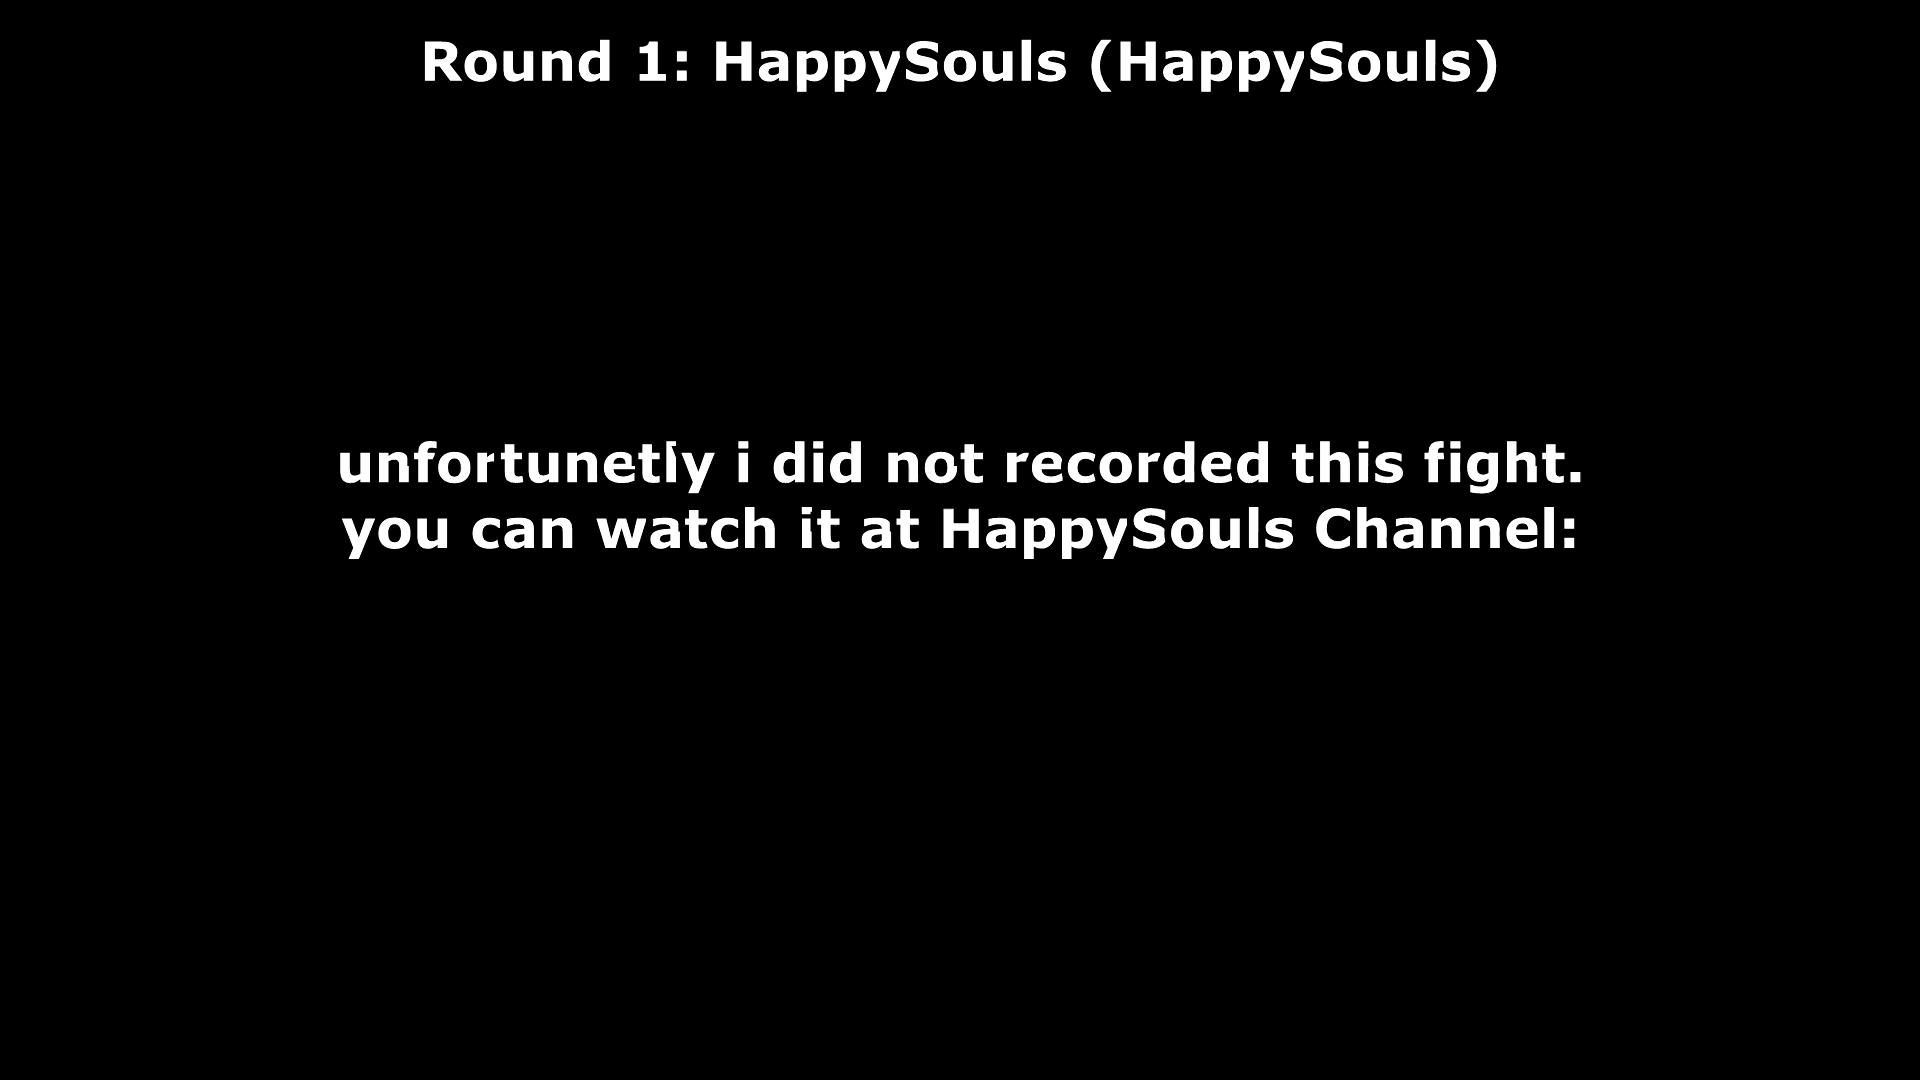 Round 1: HappySouls (HappySouls)
unfortunetly i did not recorded this fight.
you can watch it at HappySouls Channel: